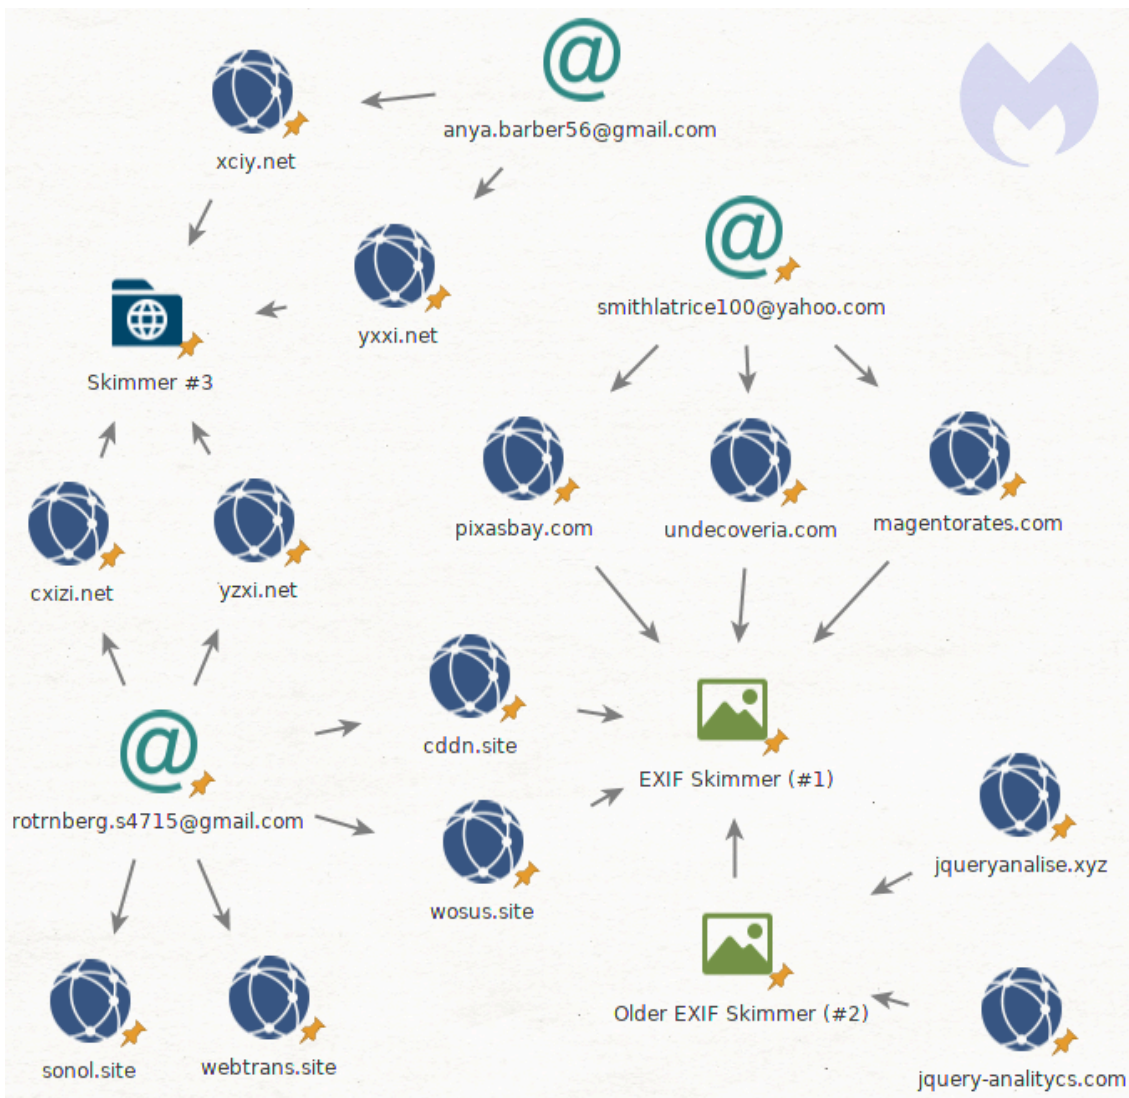 anya.barber56@gmail.com
xciy.net
smithlatrice100@yahoo.com
yxxi.net
Skimmer #3
pixasbay.com
undecoveria.com
magentorates.com
cxizi.net
yzxi.net
cddn.site
EXIF Skimmer (#1)
rotrnberg.s4715@gmail.com
jqueryanalise.xyz
wosus.site
Older EXIF Skimmer (#2)
sonol.site
webtrans.site
jquery-analitycs.com